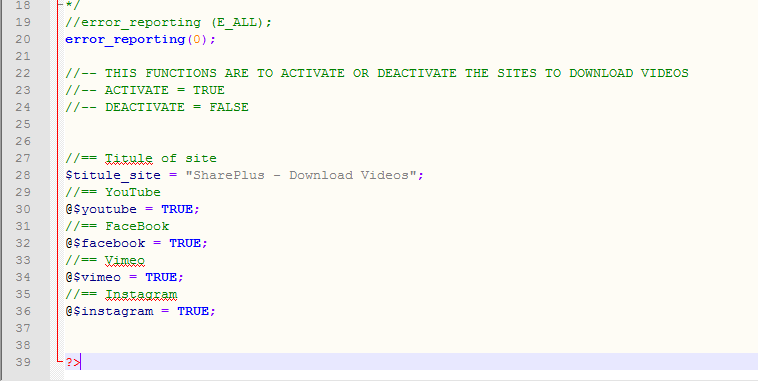 18 */
19 //error_reporting (E_ALL);
20 error_reporting(0);
21
22 //-- THIS FUNCTIONS ARE TO ACTIVATE OR DEACTIVATE THE SITES TO DOWNLOAD VIDEOS
23 //-- ACTIVATE = TRUE
24 //-- DEACTIVATE = FALSE
25
26
27 //== Titule of site
28 $titule_site = "SharePlus - Download Videos";
29 //== YouTube
30 @$youtube = TRUE;
31 //== FaceBook
32 @$facebook = TRUE;
33 //== Vimeo
34 @$vimeo = TRUE;
35 //== Instagram
36 @$instagram = TRUE;
37
38
39 ?>